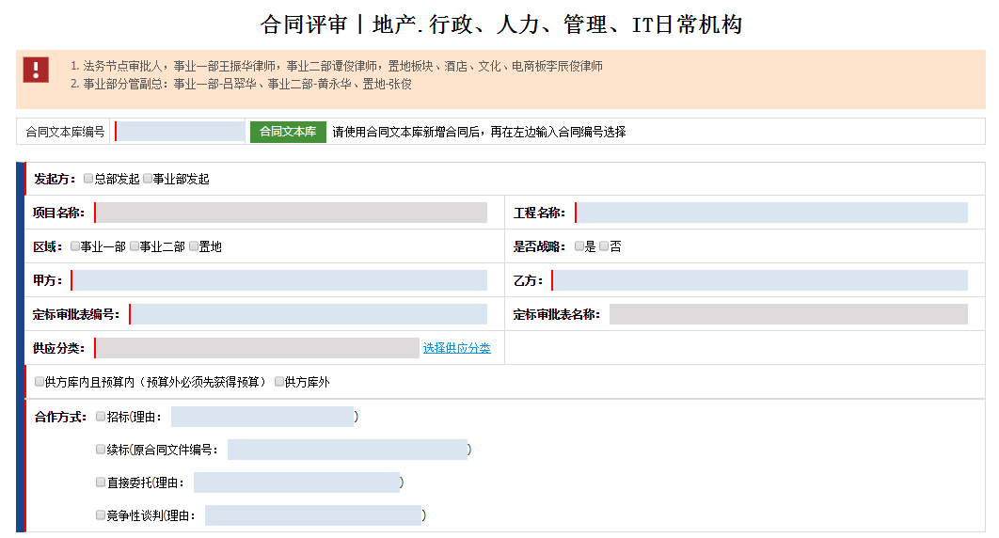 合同评审丨地产.行政、人力、管理、IT日常机构
1. 法务节点审批人，事业一部王振华律师，事业二部谭俊律师，置地板块、酒店、文化、电商板李辰俊律师
2. 事业部分管副总：事业一部-吕翠华、事业二部-黄永华、置地-张俊
合同文本库编号 合同文本库 请使用合同文本库新增合同后，再在左边输入合同编号选择
发起方： 总部发起 事业部发起
项目名称： 工程名称：
区域： 事业一部 事业二部 置地 是否战略： 是 否
甲方： 乙方：
定标审批表编号： 定标审批表名称：
供应分类： 选择供应分类
供方库内且预算内（预算外必须先获得预算） 供方库外
合作方式： 招标(理由： )
续标(原合同文件编号： )
直接委托(理由： )
竞争性谈判(理由： )